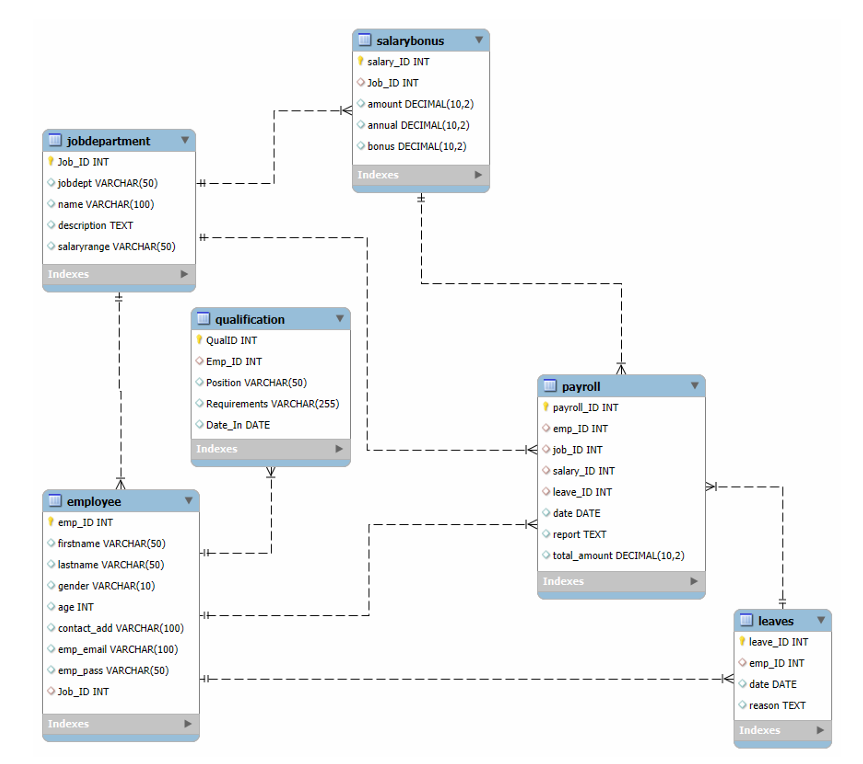 salarybonus
salary_ID INT
Job_ID INT
amount DECIMAL(10,2)
annual DECIMAL(10,2)
bonus DECIMAL(10,2)
Indexes
jobdepartment
Job_ID INT
jobdept VARCHAR(50)
name VARCHAR(100)
description TEXT
salaryrange VARCHAR(50)
Indexes
qualification
QualID INT
Emp_ID INT
Position VARCHAR(50)
Requirements VARCHAR(255)
Date_In DATE
Indexes
payroll
payroll_ID INT
emp_ID INT
job_ID INT
salary_ID INT
leave_ID INT
date DATE
report TEXT
total_amount DECIMAL(10,2)
Indexes
employee
emp_ID INT
firstname VARCHAR(50)
lastname VARCHAR(50)
gender VARCHAR(10)
age INT
contact_add VARCHAR(100)
emp_email VARCHAR(100)
emp_pass VARCHAR(50)
Job_ID INT
Indexes
leaves
leave_ID INT
emp_ID INT
date DATE
reason TEXT
Indexes